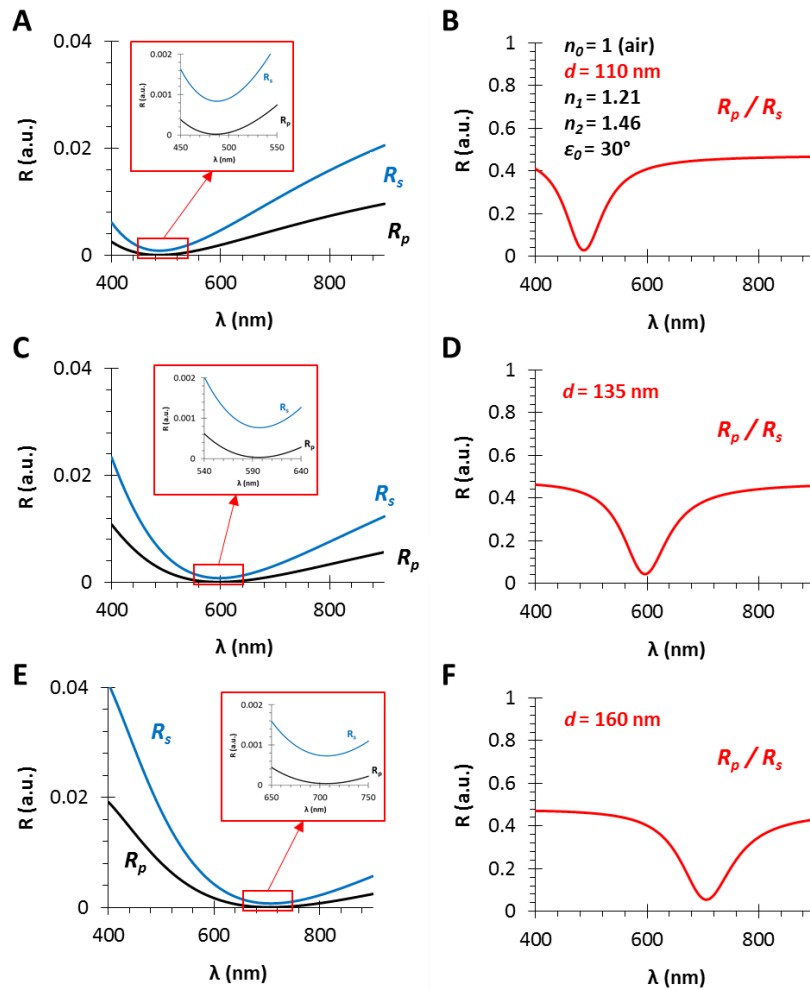 A
R (a.u.)
0.04
0.02
0
400
600
800
λ (nm)
R (a.u.)
0.002
0.001
0
450
500
550
λ (nm)
Rs
Rp
Rs
Rp
B
R (a.u.)
1
0.8
0.6
0.4
0.2
0
400
600
800
λ (nm)
n0 = 1 (air)
d = 110 nm
n1 = 1.21
n2 = 1.46
ε0 = 30°
Rp / Rs
C
R (a.u.)
0.04
0.02
0
400
600
800
λ (nm)
R (a.u.)
0.002
0.001
0
540
590
640
λ (nm)
Rs
Rp
Rs
Rp
D
R (a.u.)
1
0.8
0.6
0.4
0.2
0
400
600
800
λ (nm)
d = 135 nm
Rp / Rs
E
R (a.u.)
0.04
0.02
0
400
600
800
λ (nm)
R (a.u.)
0.002
0.001
0
650
700
750
λ (nm)
Rs
Rp
Rs
Rp
F
R (a.u.)
1
0.8
0.6
0.4
0.2
0
400
600
800
λ (nm)
d = 160 nm
Rp / Rs